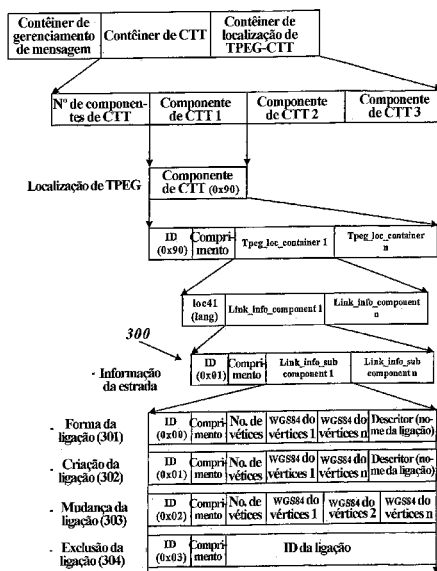 Contêiner de gerenciamento de mensagem
Contêiner de CTT
Contêiner de localização de TPEG-CTT
Nº de componen-tes de CTT
Componente de CTT 1
Componente de CTT 2
Componente de CTT 3
Localização de TPEG
Componente de CTT (0x90)
ID (0x90)
Compri-mento
Tpeg_loc_container 1
Tpeg_loc_container n
loc41 (lang)
Link_info_component 1
Link_info_component n
300
Informação da estrada
ID (0x01)
Compri-mento
Link_info_sub component 1
Link_info_sub component n
Forma da ligação (301)
ID (0x00)
Compri-mento
No. de vétices
WGS84 do vértices 1
WGS84 do vértices n
Descritor (no-me da ligação)
Criação da ligação (302)
ID (0x01)
Compri-mento
No. de vétices
WGS84 do vértices 1
WGS84 do vértices n
Descritor (no-me da ligação)
Mudança da ligação (303)
ID (0x02)
Compri-mento
No. de vétices
WGS84 do vértices 1
WGS84 do vértices 2
WGS84 do vértices n
Exclusão da ligação (304)
ID (0x03)
Compri-mento
ID da ligação